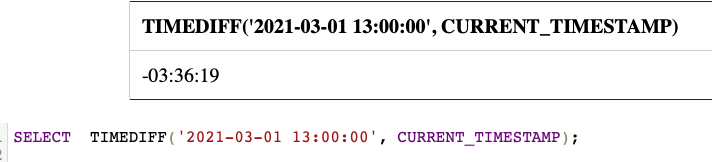 TIMEDIFF('2021-03-01 13:00:00', CURRENT_TIMESTAMP)
-03:36:19
SELECT  TIMEDIFF('2021-03-01 13:00:00', CURRENT_TIMESTAMP);
2